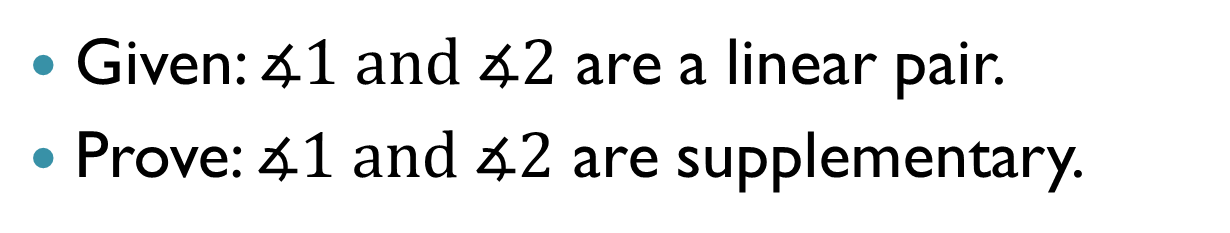 • Given: ∡1 and ∡2 are a linear pair.
• Prove: ∡1 and ∡2 are supplementary.